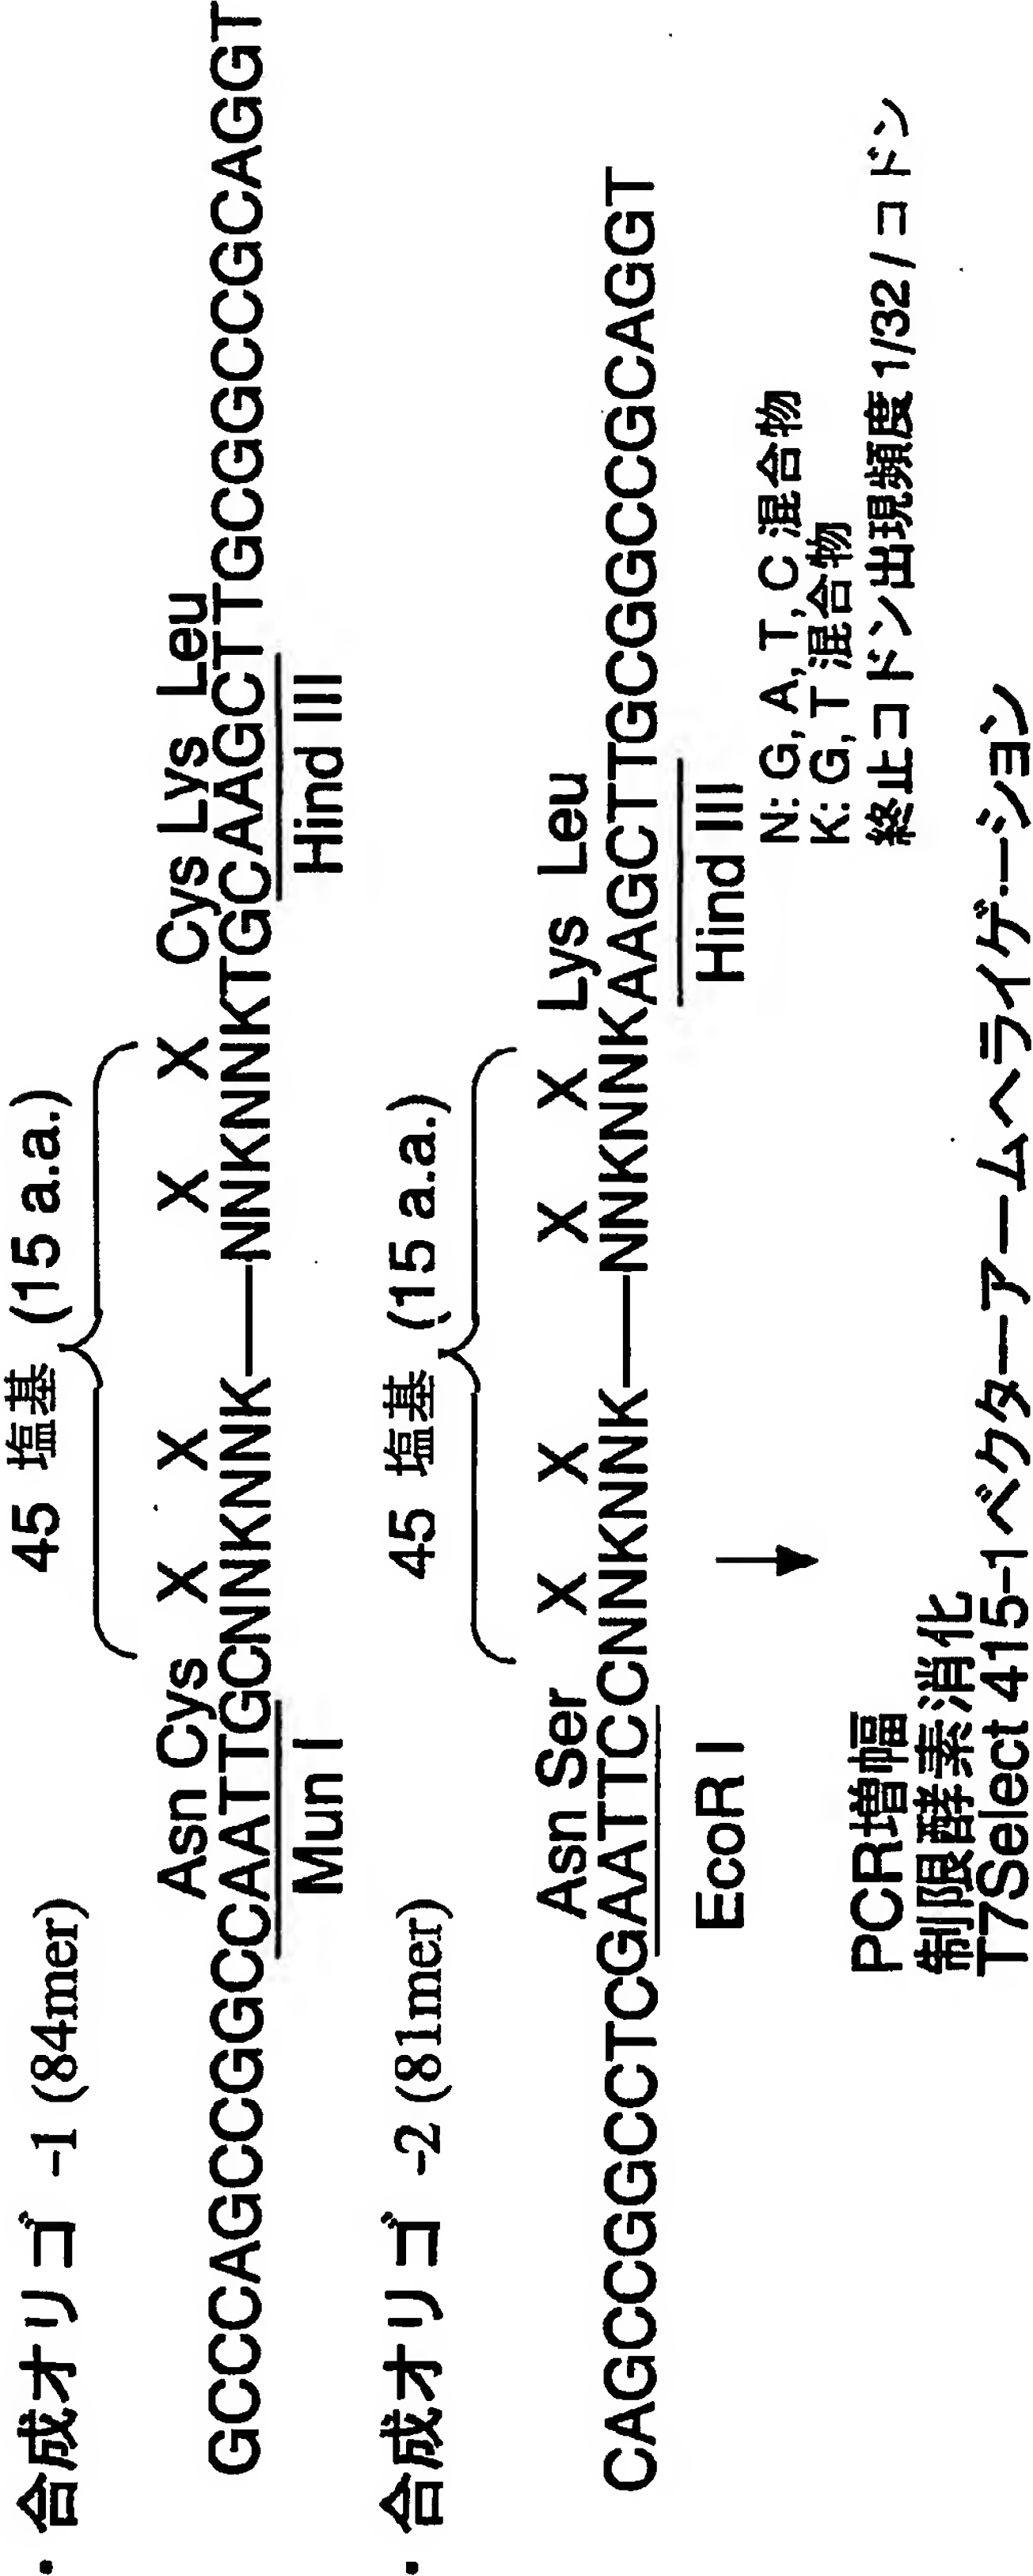 ・合成オリゴ -1 (84mer)
45 塩基 (15 a.a.)
Asn Cys X X X X Cys Lys Leu
GCCCAGCCGGCCAATTGCNNKNNK—NNKNNKTGCAAGCTTGCGGCCGCAGGT
Mun I Hind III
・合成オリゴ -2 (81mer)
45 塩基 (15 a.a.)
Asn Ser X X X X Lys Leu
CAGCCGGCCTCGAATTCCNNKNNK—NNKNNKAAGCTTGCGGCCGCAGGT
EcoR I Hind III
N: G, A, T, C 混合物
K: G, T 混合物
終止コドン出現頻度 1/32 / コドン
PCR増幅
制限酵素消化
T7Select 415-1ベクターアームへライゲーション